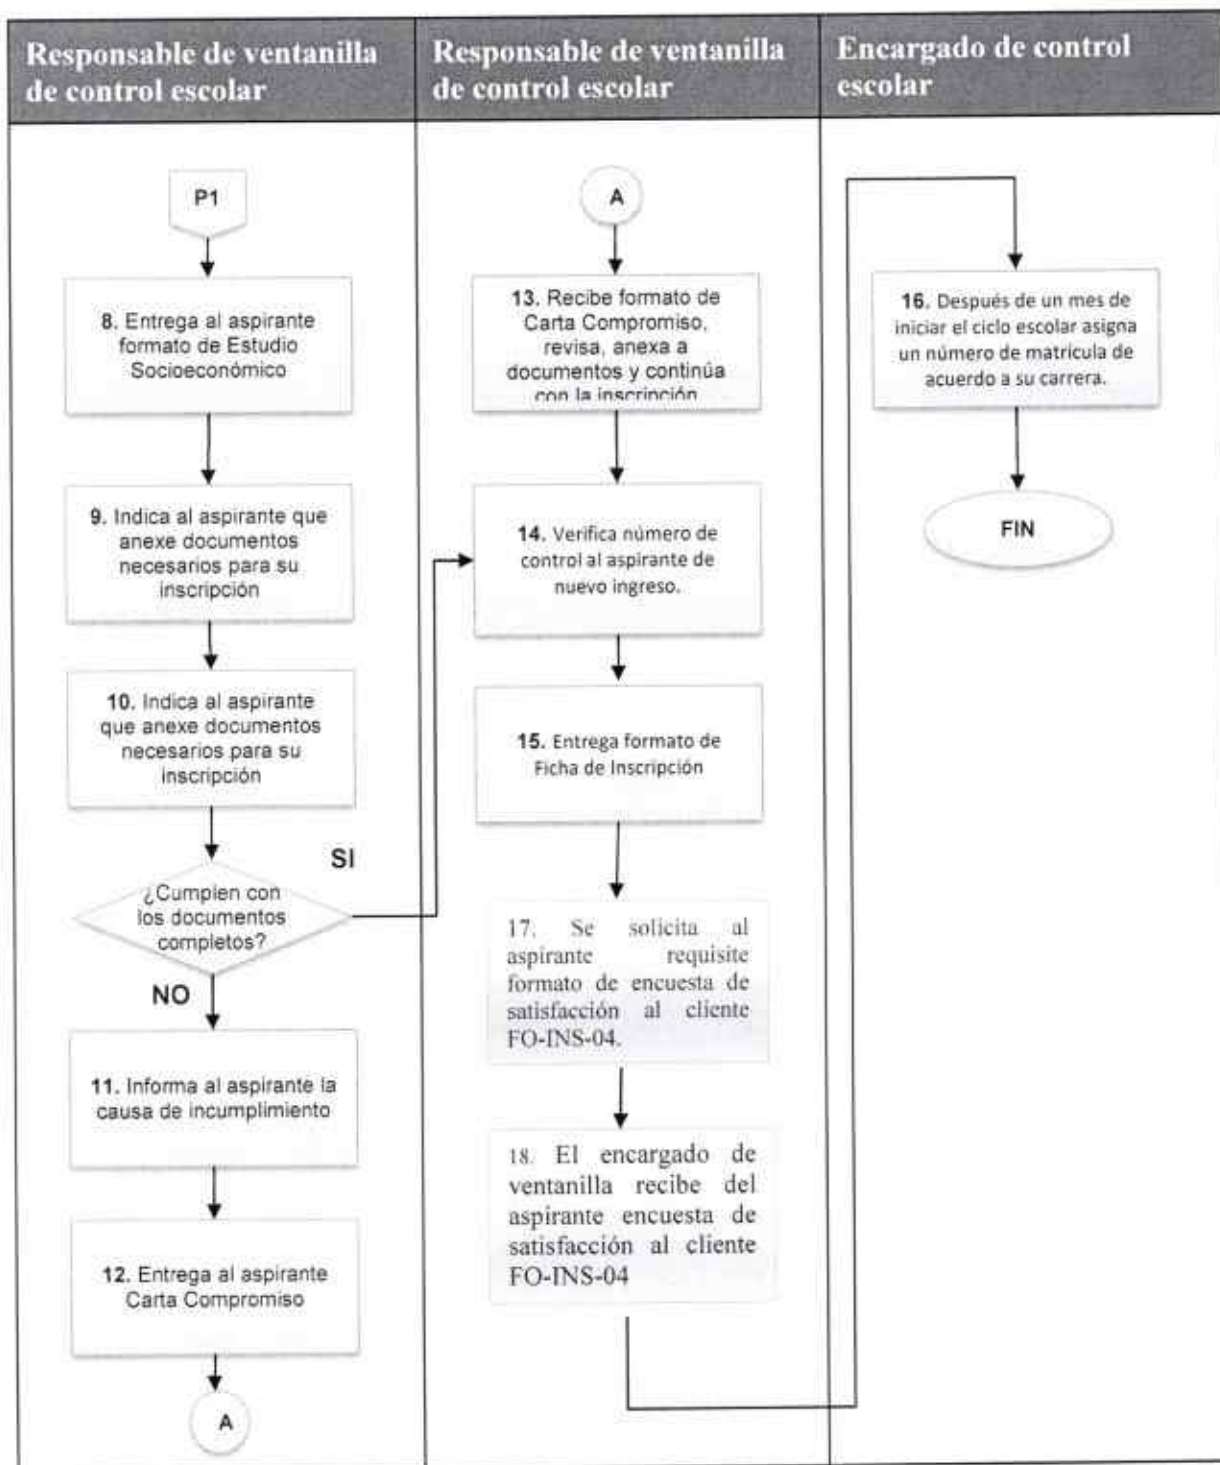 Responsable de ventanilla
de control escolar
Responsable de ventanilla
de control escolar
Encargado de control
escolar
P1
8. Entrega al aspirante
formato de Estudio
Socioeconómico
9. Indica al aspirante que
anexe documentos
necesarios para su
inscripción
10. Indica al aspirante
que anexe documentos
necesarios para su
inscripción
SI
¿Cumplen con
los documentos
completos?
NO
11. Informa al aspirante la
causa de incumplimiento
12. Entrega al aspirante
Carta Compromiso
A
A
13. Recibe formato de
Carta Compromiso,
revisa, anexa a
documentos y continúa
con la inscripción
14. Verifica número de
control al aspirante de
nuevo ingreso.
15. Entrega formato de
Ficha de Inscripción
17. Se solicita al
aspirante requisite
formato de encuesta de
satisfacción al cliente
FO-INS-04.
18. El encargado de
ventanilla recibe del
aspirante encuesta de
satisfacción al cliente
FO-INS-04
16. Después de un mes de
iniciar el ciclo escolar asigna
un número de matrícula de
acuerdo a su carrera.
FIN